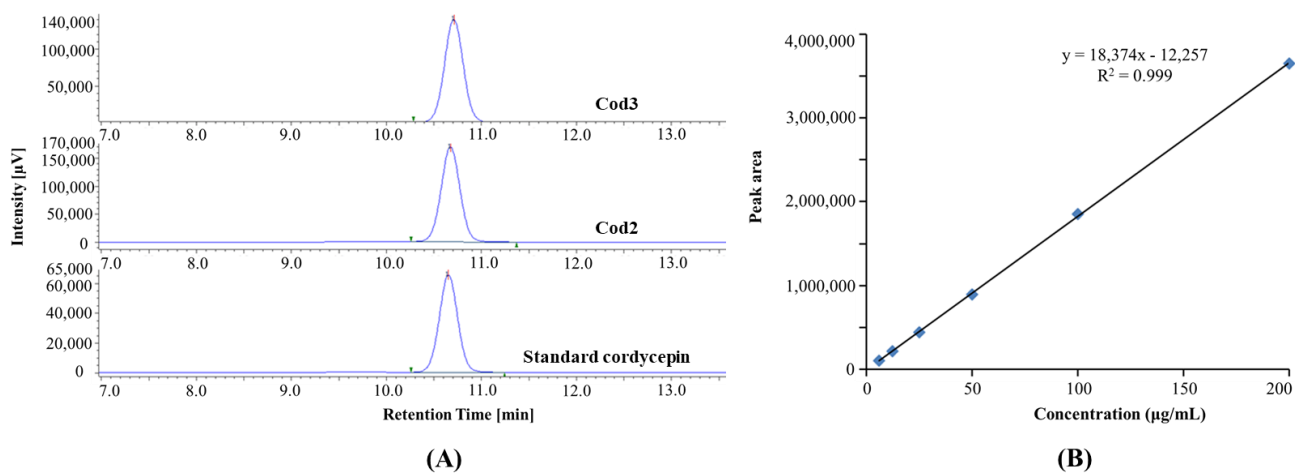 140,000
100,000
50,000
Cod3
7.0 8.0 9.0 10.0 11.0 12.0 13.0
170,000
150,000
100,000
50,000
0
Cod2
7.0 8.0 9.0 10.0 11.0 12.0 13.0
65,000
60,000
40,000
20,000
0
Standard cordycepin
7.0 8.0 9.0 10.0 11.0 12.0 13.0
Intensity [µV]
Retention Time [min]
(A)
4,000,000
3,000,000
2,000,000
1,000,000
0
y = 18,374x - 12,257
R² = 0.999
Peak area
0 50 100 150 200
Concentration (µg/mL)
(B)